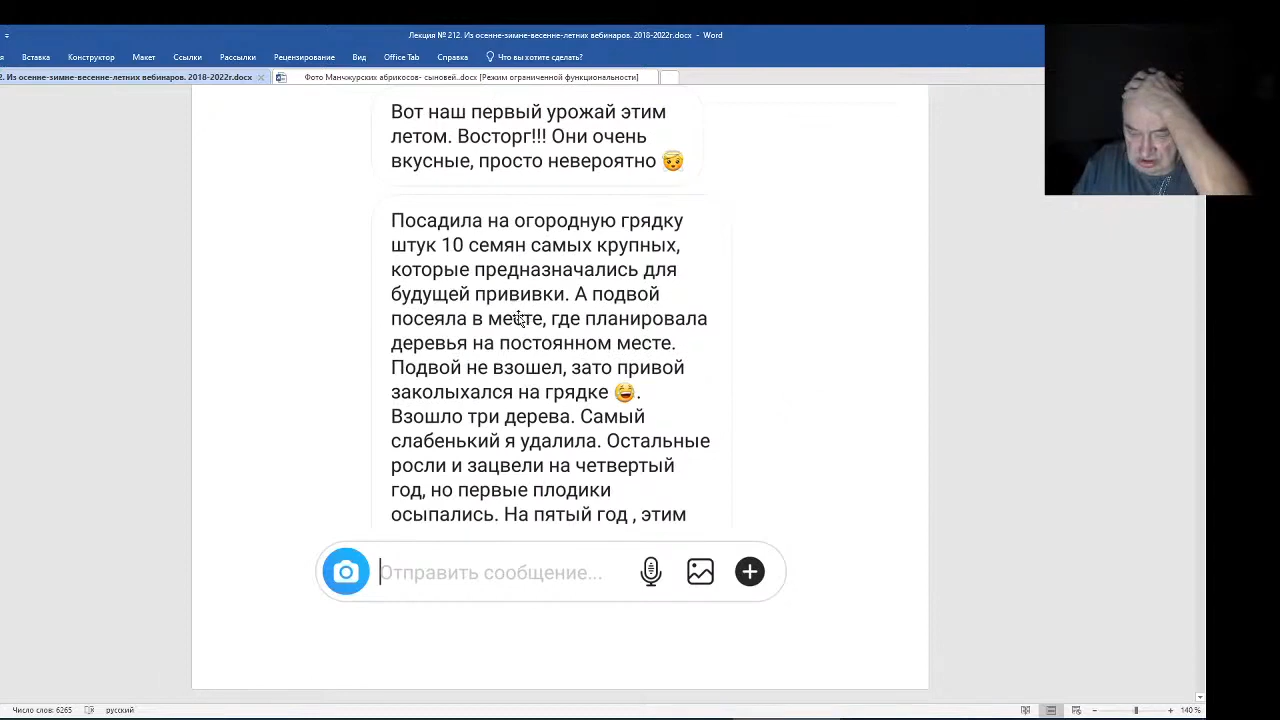 Лекция № 212. Из осенне-зимне-весенне-летних вебинаров. 2018-2022г.docx - Word
Вставка Конструктор Макет Ссылки Рассылки Рецензирование Вид Office Tab Справка Что вы хотите сделать?
2. Из осенне-зимне-весенне-летних вебинаров. 2018-2022г.docx Фото Манчжурских абрикосов- сыновей..docx [Режим ограниченной функциональности]
Вот наш первый урожай этим
летом. Восторг!!! Они очень
вкусные, просто невероятно 😇
Посадила на огородную грядку
штук 10 семян самых крупных,
которые предназначались для
будущей прививки. А подвой
посеяла в месте, где планировала
деревья на постоянном месте.
Подвой не взошел, зато привой
заколыхался на грядке 😅.
Взошло три дерева. Самый
слабенький я удалила. Остальные
росли и зацвели на четвертый
год, но первые плодики
осыпались. На пятый год , этим
Отправить сообщение...
Число слов: 6265 русский 140 %